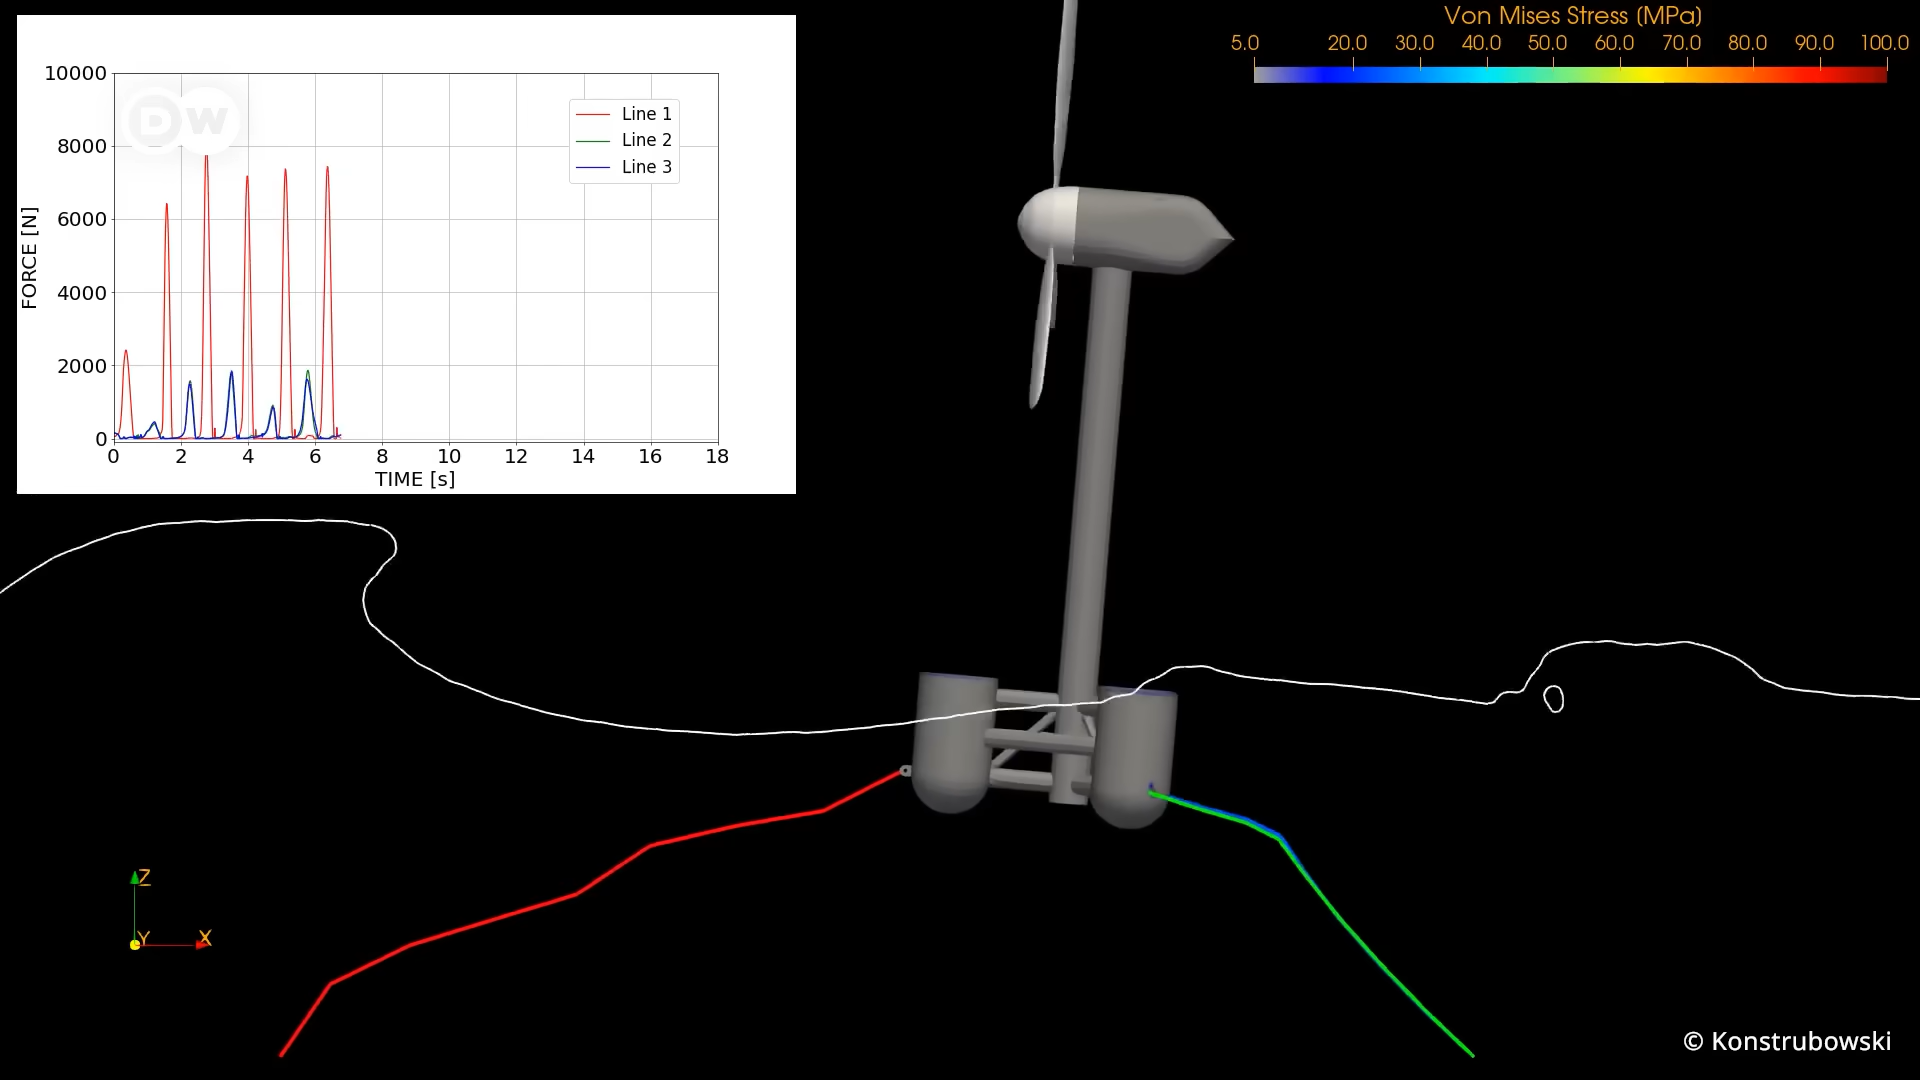 Von Mises Stress (MPa)
5.0 20.0 30.0 40.0 50.0 60.0 70.0 80.0 90.0 100.0
DW
10000
8000
6000
4000
2000
0
FORCE [N]
Line 1
Line 2
Line 3
0 2 4 6 8 10 12 14 16 18
TIME [s]
Z
Y
X
© Konstrubowski